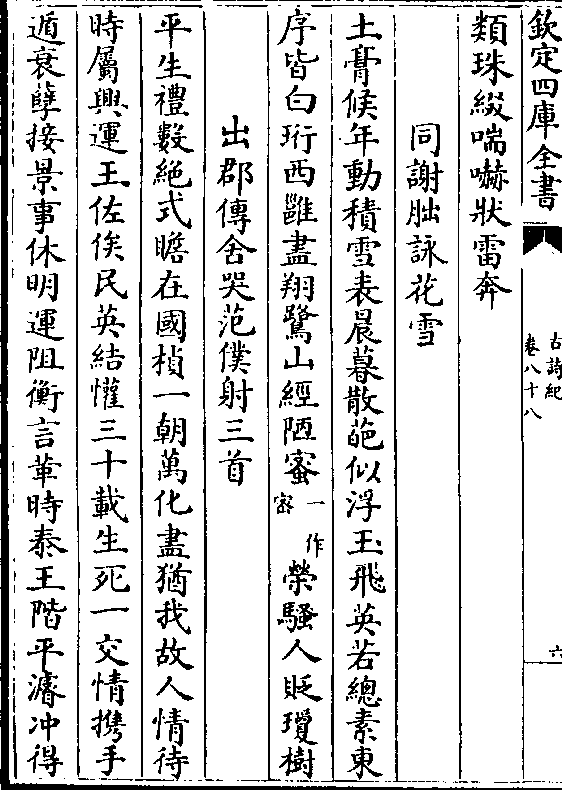 欽定四庫全書
古詩紀
卷八十八
六
類珠綴喘嚇狀雷奔
同謝朏詠花雪
土膏候年動積雪表晨暮散葩似浮玉飛英若總素東
序皆白珩西雝盡翔鷺山經陋蜜一作密榮騷人貶瓊樹
出郡傳舍哭范僕射三首
平生禮數絶式瞻在國楨一朝萬化盡猶我故人情待
時屬興運王佐俟民英結懽三十載生死一交情携手
遁衰孽接景事休明運阻衡言革時泰玉階平濬冲得